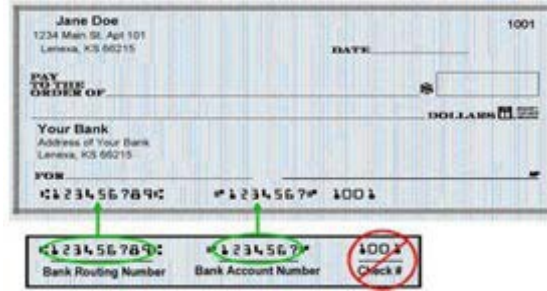 Jane Doe
1001
1234 Main St. Apt 101
Lenexa, KS 66215
DATE
PAY
TO THE
ORDER OF
$
DOLLARS
Your Bank
Address of Your Bank
Lenexa, KS 66215
FOR
⑆123456789⑆ ⑈1234567⑈ 1001
⑆123456789⑆ ⑈1234567⑈ 1001
Bank Routing Number Bank Account Number Check #